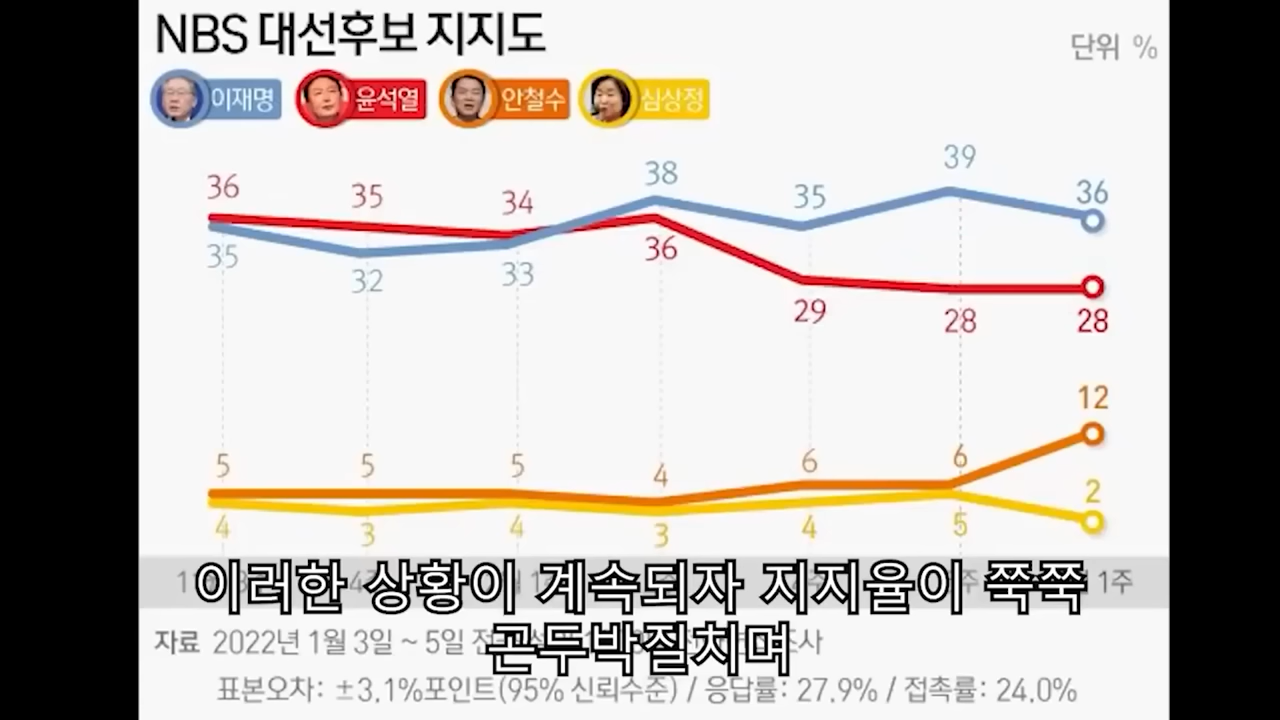 NBS 대선후보 지지도
단위 %
이재명 윤석열 안철수 심상정
36 35 34 38 35 39 36
35 32 33 36 29 28 28
12
5 5 5 4 6 6 2
4 3 4 3 4 5
이러한 상황이 계속되자 지지율이 쭉쭉
1주
곤두박질치며
자료 2022년 1월 3일 ~ 5일
조사
표본오차: ±3.1%포인트(95% 신뢰수준) / 응답률: 27.9% / 접촉률: 24.0%